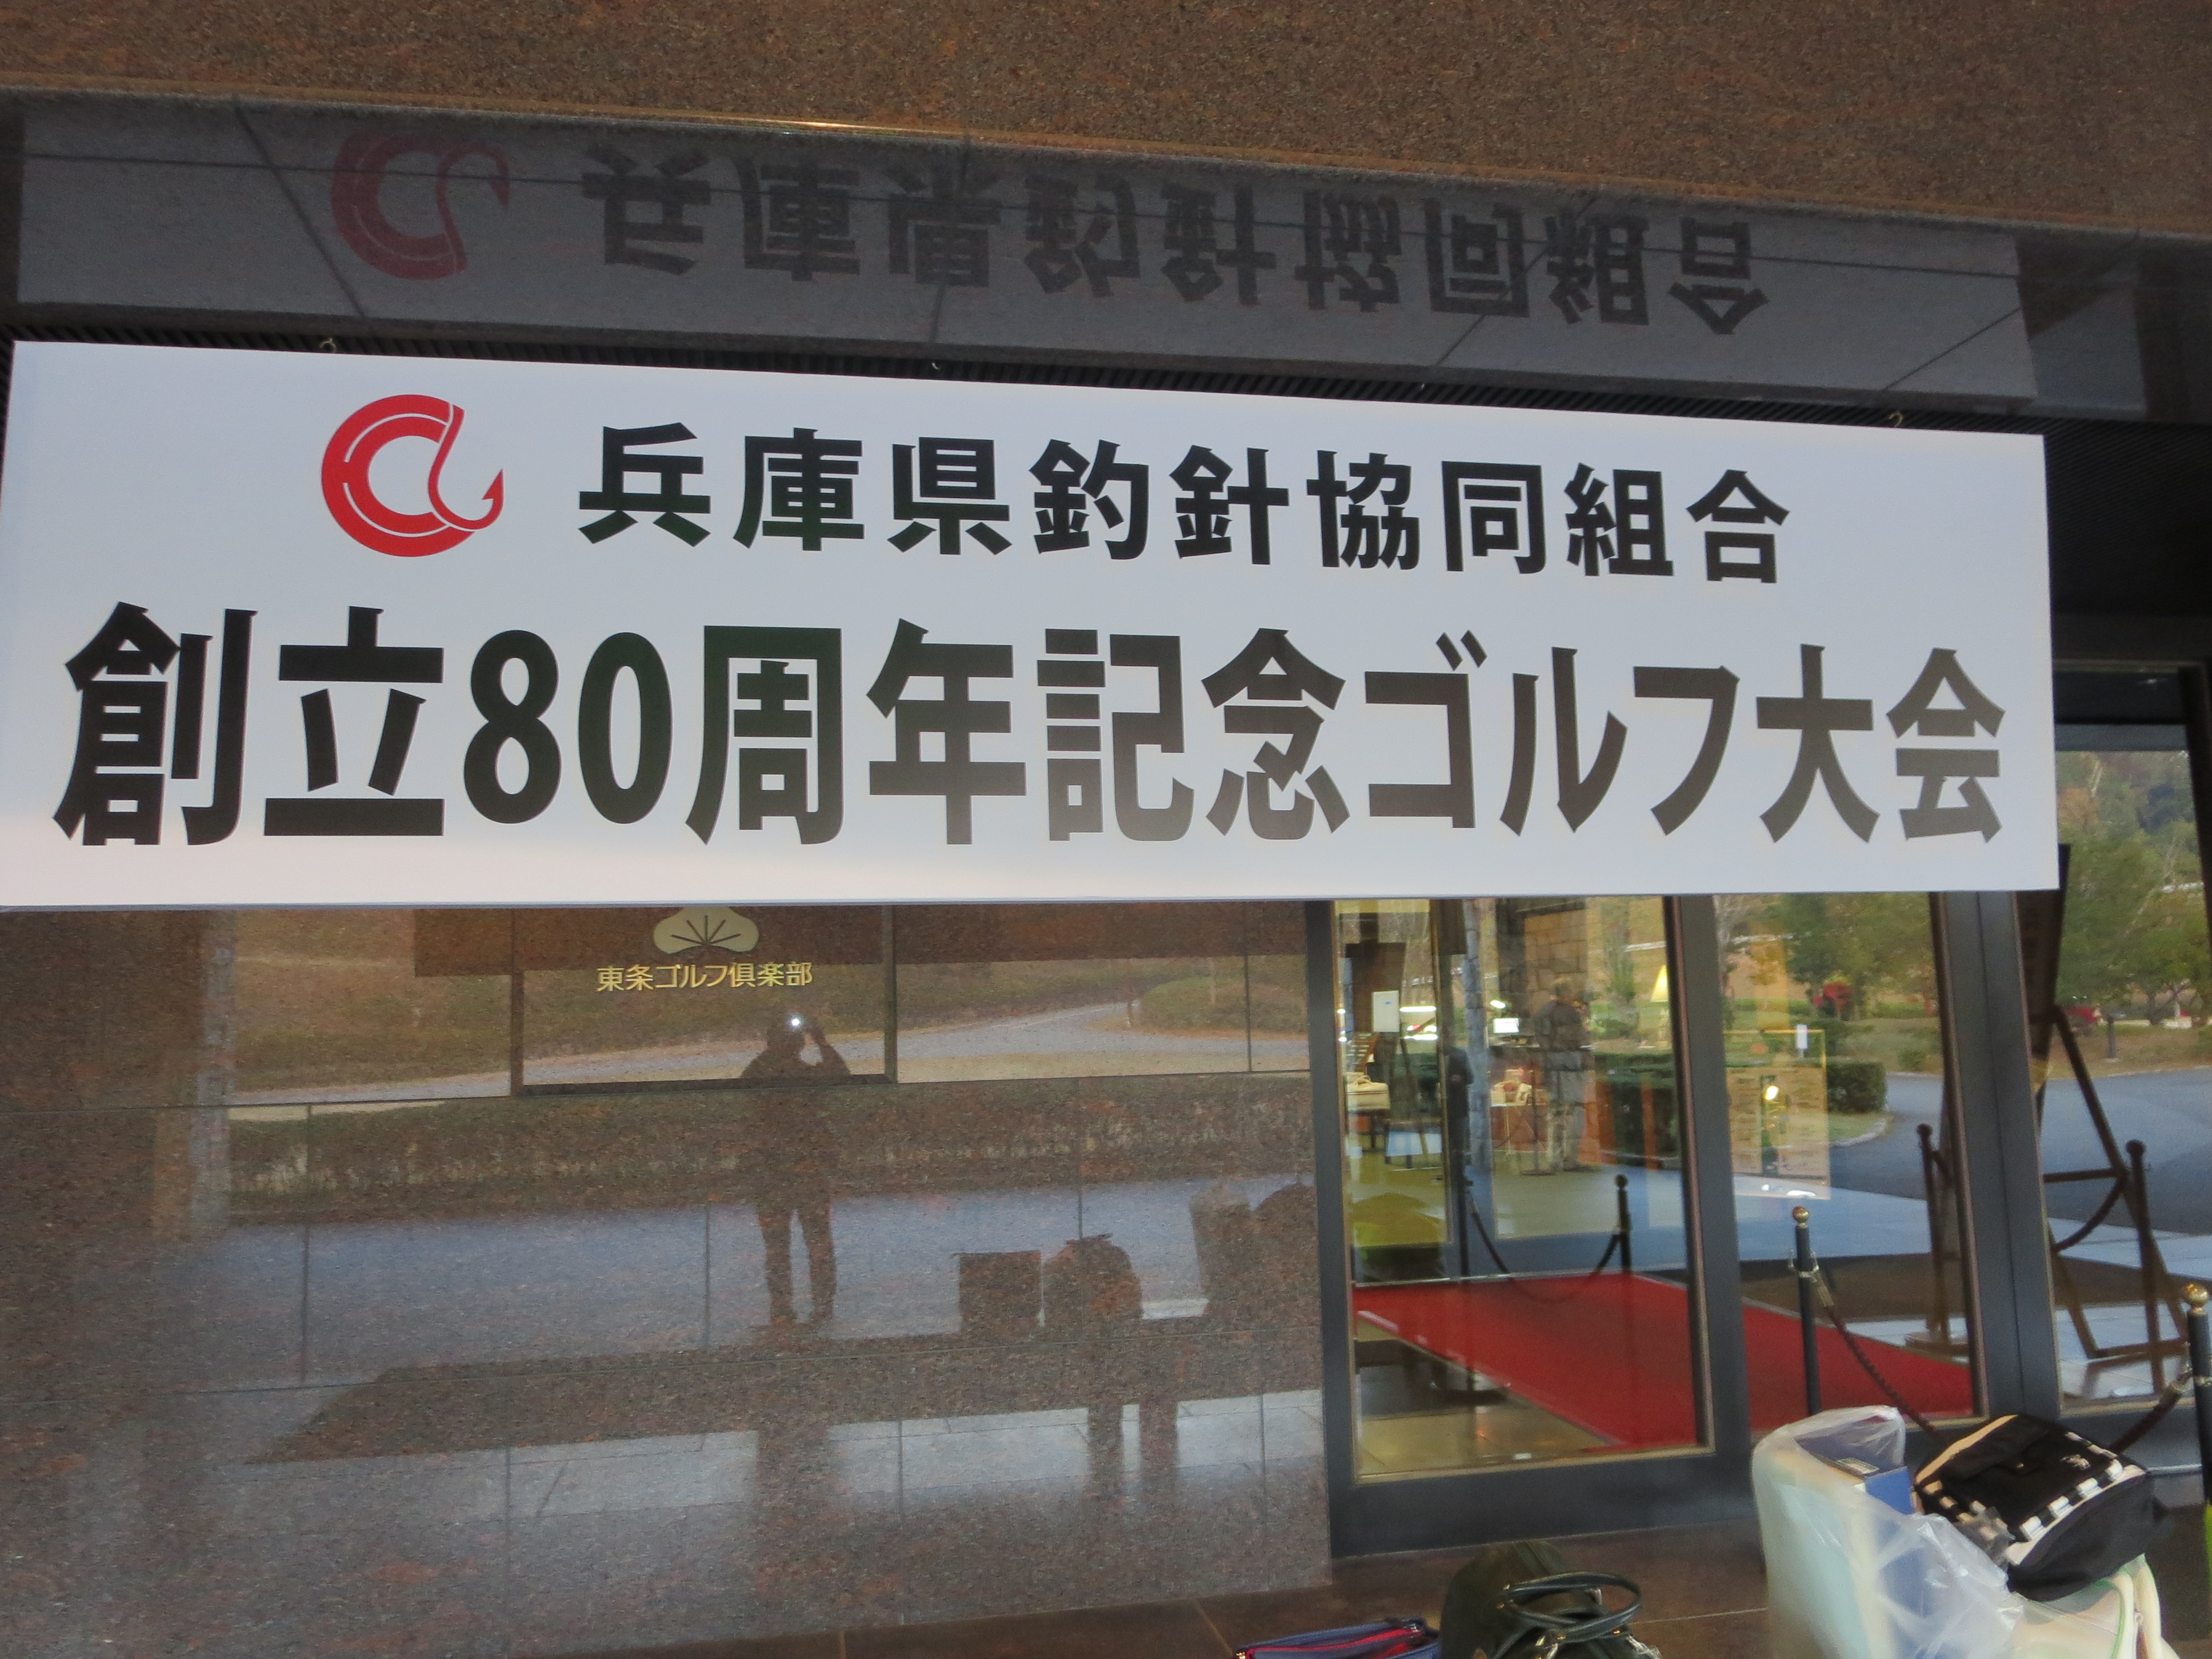 兵庫県釣針協同組合
創立80周年記念ゴルフ大会
東条ゴルフ倶楽部